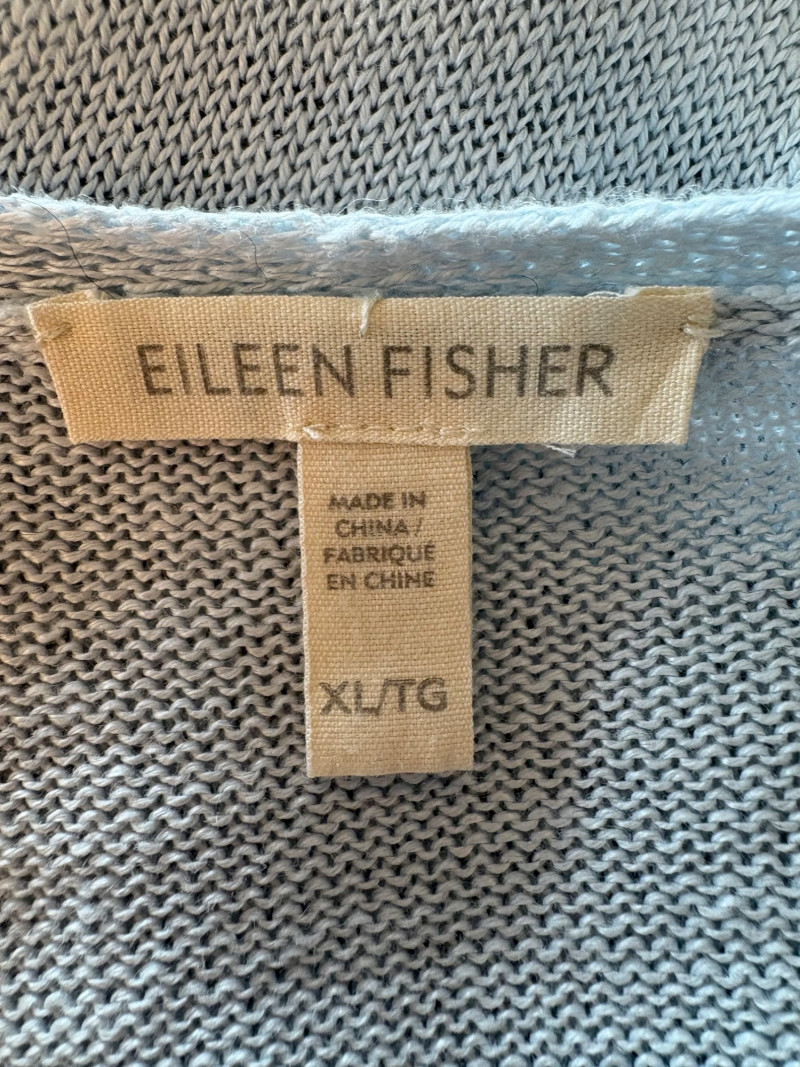 EILEEN FISHER
MADE IN
CHINA /
FABRIQUÉ
EN CHINE
XL/TG